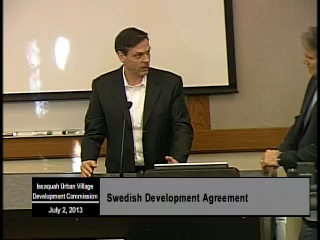 Issaquah Urban Village
Development Commission
July 2, 2013
Swedish Development Agreement